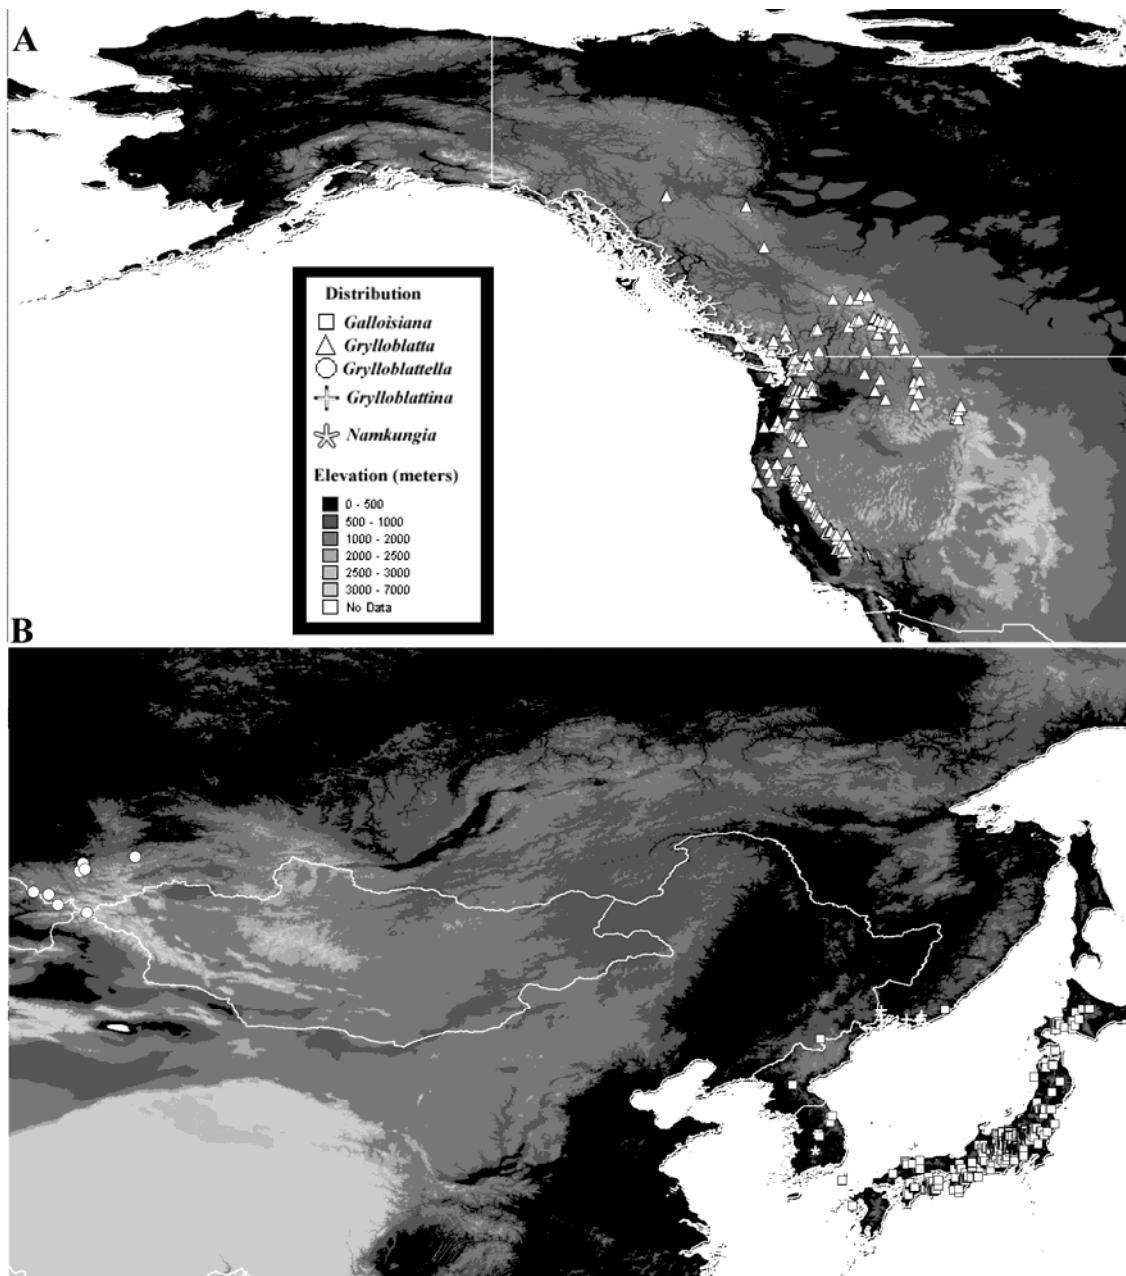 A
Distribution
Galloisiana
Grylloblatta
Grylloblattella
Grylloblattina
Namkungia
Elevation (meters)
0 - 500
500 - 1000
1000 - 2000
2000 - 2500
2500 - 3000
3000 - 7000
No Data
B